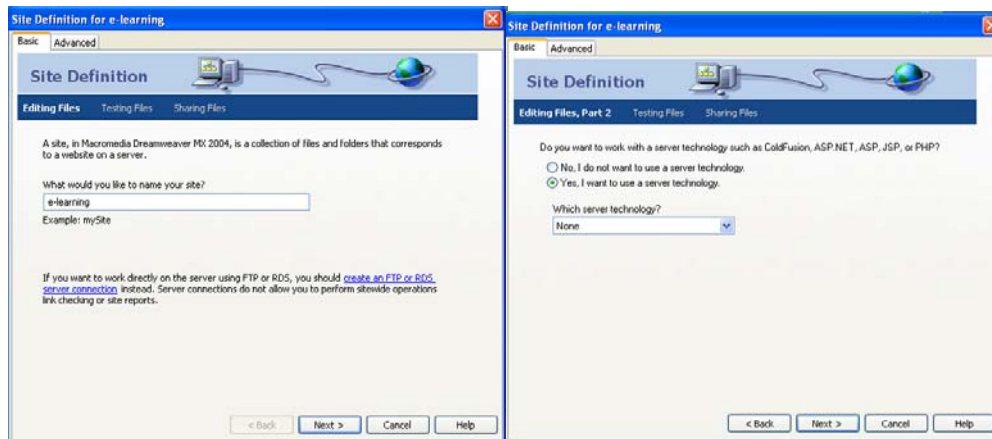 Site Definition for e-learning
Basic Advanced
Site Definition
Editing Files Testing Files Sharing Files
A site, in Macromedia Dreamweaver MX 2004, is a collection of files and folders that corresponds
to a website on a server.
What would you like to name your site?
e-learning
Example: mySite
If you want to work directly on the server using FTP or RDS, you should create an FTP or RDS
server connection instead. Server connections do not allow you to perform sitewide operations
link checking or site reports.
< Back Next > Cancel Help
Site Definition for e-learning
Basic Advanced
Site Definition
Editing Files, Part 2 Testing Files Sharing Files
Do you want to work with a server technology such as ColdFusion, ASP.NET, ASP, JSP, or PHP?
No, I do not want to use a server technology.
Yes, I want to use a server technology.
Which server technology?
None
< Back Next > Cancel Help